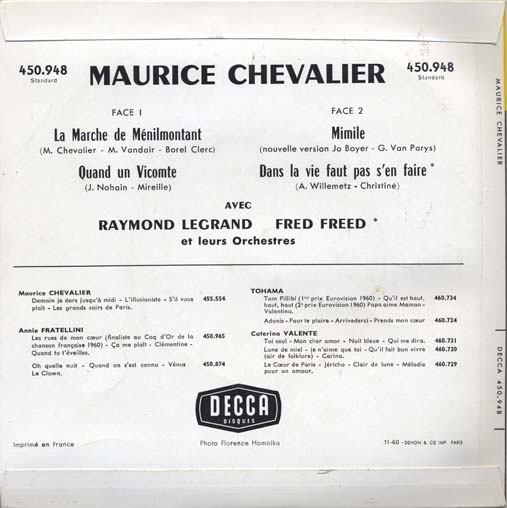 450.948
Standard
MAURICE CHEVALIER
450.948
Standard
FACE 1
La Marche de Ménilmontant
(M. Chevalier - M. Vandair - Borel Clerc)
Quand un Vicomte
(J. Nohain - Mireille)
FACE 2
Mimile
(nouvelle version Jo Boyer - G. Van Parys)
Dans la vie faut pas s'en faire *
(A. Willemetz - Christiné)
AVEC
RAYMOND LEGRAND FRED FREED *
et leurs Orchestres
Maurice CHEVALIER
Demain je dors jusqu'à midi - L'illusioniste - S'il vous
plaît - Les grands soirs de Paris. 455.554
Annie FRATELLINI
Les rues de mon cœur (finaliste au Coq d'Or de la 450.965
chanson française 1960) - Ça me plaît - Clémentine -
Quand tu t'éveilles.
Oh quelle nuit - Quand on s'est connu - Vénus 450.874
Le Clown.
TOHAMA
Tom Pillibi (1er prix Eurovision 1960) - Qu'il est haut, 460.734
haut, haut (2e prix Eurovision 1960) Papa aime Maman -
Valentino.
Adonis - Pour te plaire - Arrivederci - Prends mon cœur 460.724
Caterina VALENTE
Toi seul - Mon cher amor - Nuit bleue - Qui me dira. 460.731
Lune de miel - je n'aime que toi - Qu'il fait bon vivre 460.730
(air de folklore) - Carina.
Le Cœur de Paris - Jéricho - Clair de lune - Mélodie 460.729
pour un amour.
DECCA
DISQUES
Imprimé en France
Photo Florence Homolka
11-60 - DEHON & CIE IMP. PARIS
MAURICE CHEVALIER
DECCA 450.948